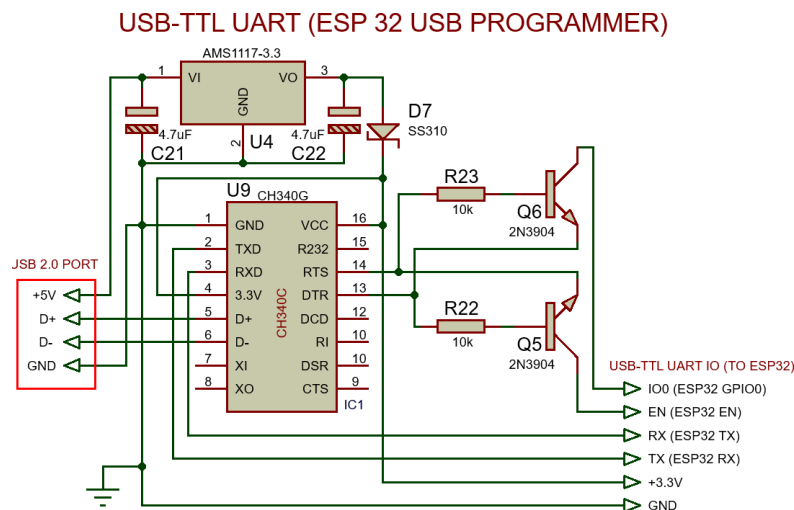 USB-TTL UART (ESP 32 USB PROGRAMMER)
AMS1117-3.3
1 VI VO 3
GND
2
U4
4.7uF
C21
4.7uF
C22
D7
SS310
U9 CH340G
CH340C
IC1
1 GND VCC 16
2 TXD R232 15
3 RXD RTS 14
4 3.3V DTR 13
5 D+ DCD 12
6 D- RI 10
7 XI DSR 10
8 XO CTS 9
R23
10k
Q6
2N3904
R22
10k
Q5
2N3904
JSB 2.0 PORT
+5V
D+
D-
GND
USB-TTL UART IO (TO ESP32)
IO0 (ESP32 GPIO0)
EN (ESP32 EN)
RX (ESP32 TX)
TX (ESP32 RX)
+3.3V
GND